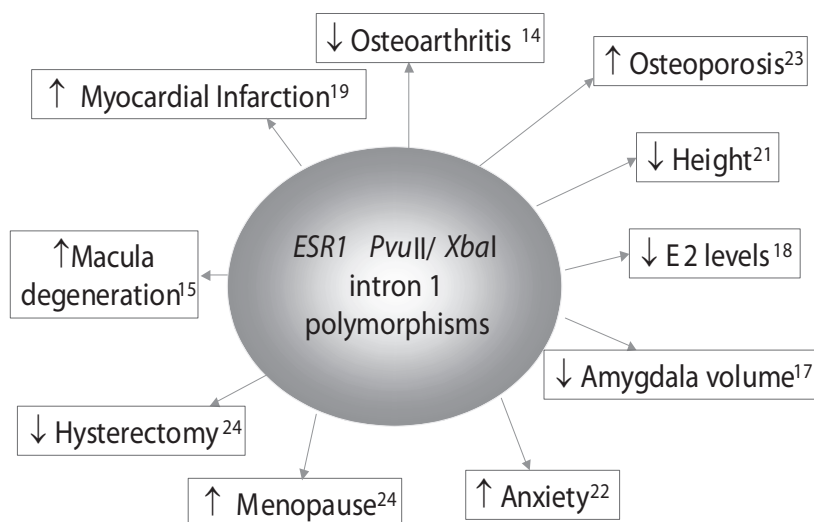 ↓ Osteoarthritis 14
↑ Osteoporosis23
↑ Myocardial Infarction19
↓ Height21
ESR1 PvuII/ XbaI
intron 1
polymorphisms
↑Macula
degeneration15
↓ E2 levels18
↓ Amygdala volume17
↓ Hysterectomy 24
↑ Menopause24
↑ Anxiety22